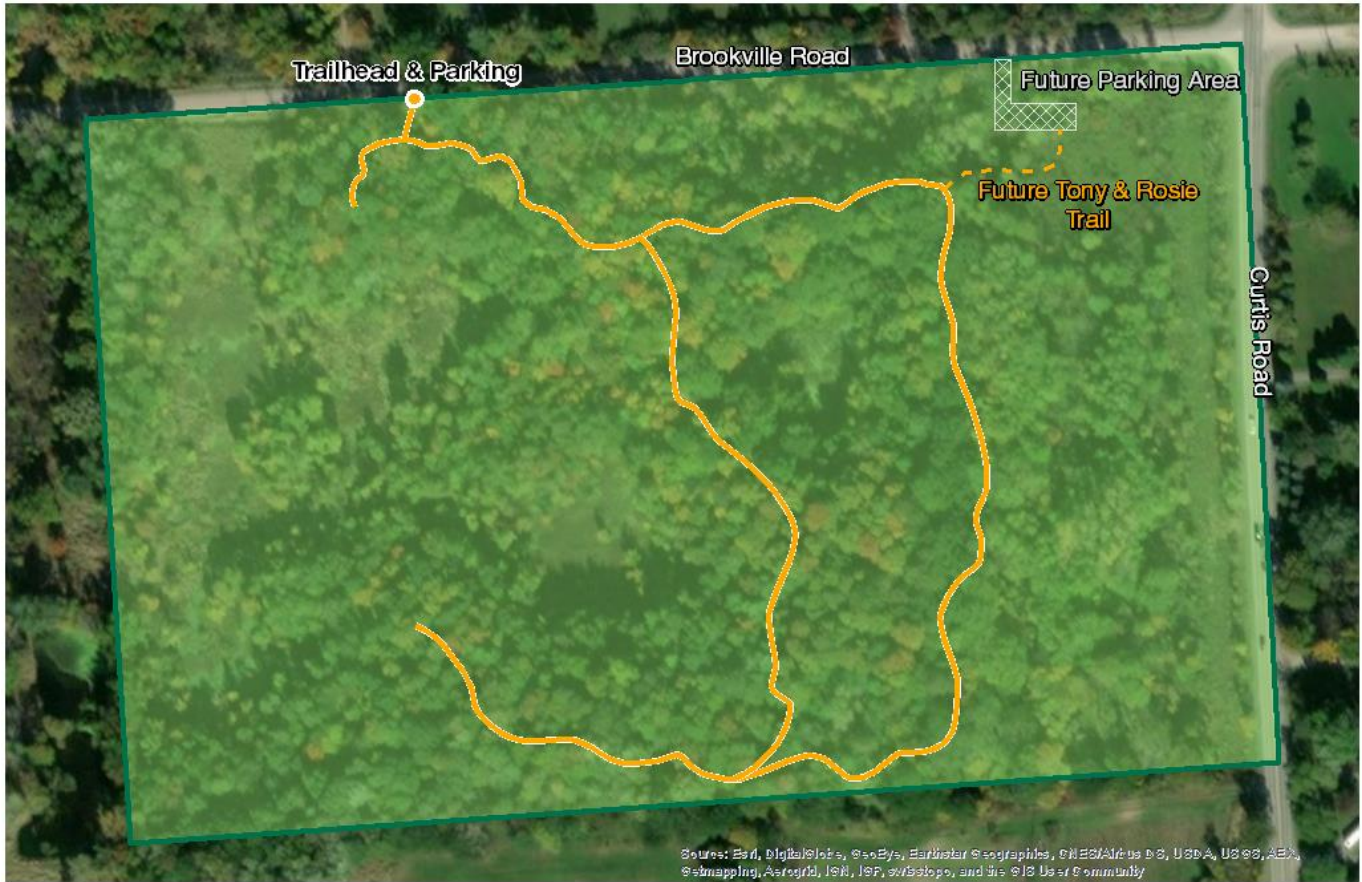 Brookville Road
Trailhead & Parking
Future Parking Area
Future Tony & Rosie
Trail
Curtis Road
Source: Esri, DigitalGlobe, GeoEye, Earthstar Geographics, CNES/Airbus DS, USDA, USGS, AEX,
Getmapping, Aerogrid, IGN, IGP, swisstopo, and the GIS User Community